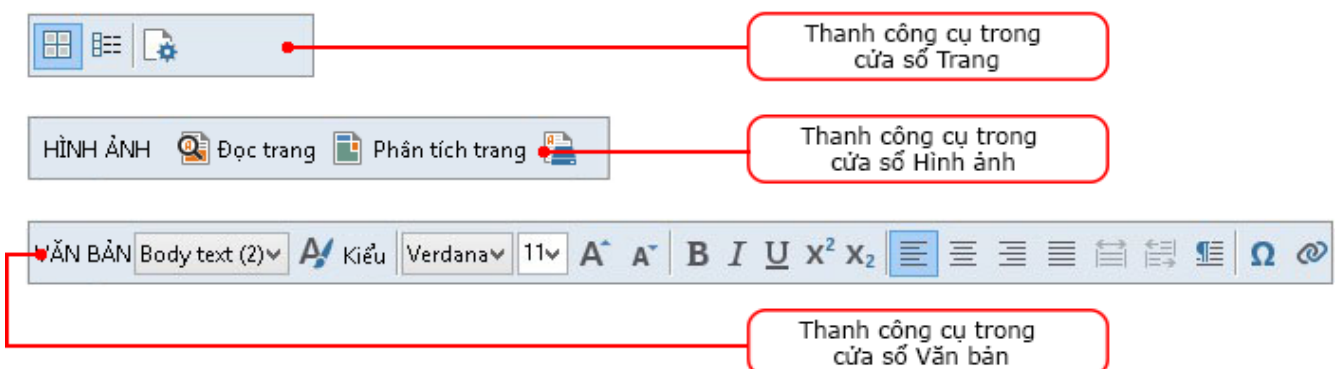 Thanh công cụ trong
cửa sổ Trang
HÌNH ẢNH Đọc trang Phân tích trang
Thanh công cụ trong
cửa sổ Hình ảnh
VĂN BẢN Body text (2) Kiểu Verdana 11 A A B I U X² X₂ Ω
Thanh công cụ trong
cửa sổ Văn bản